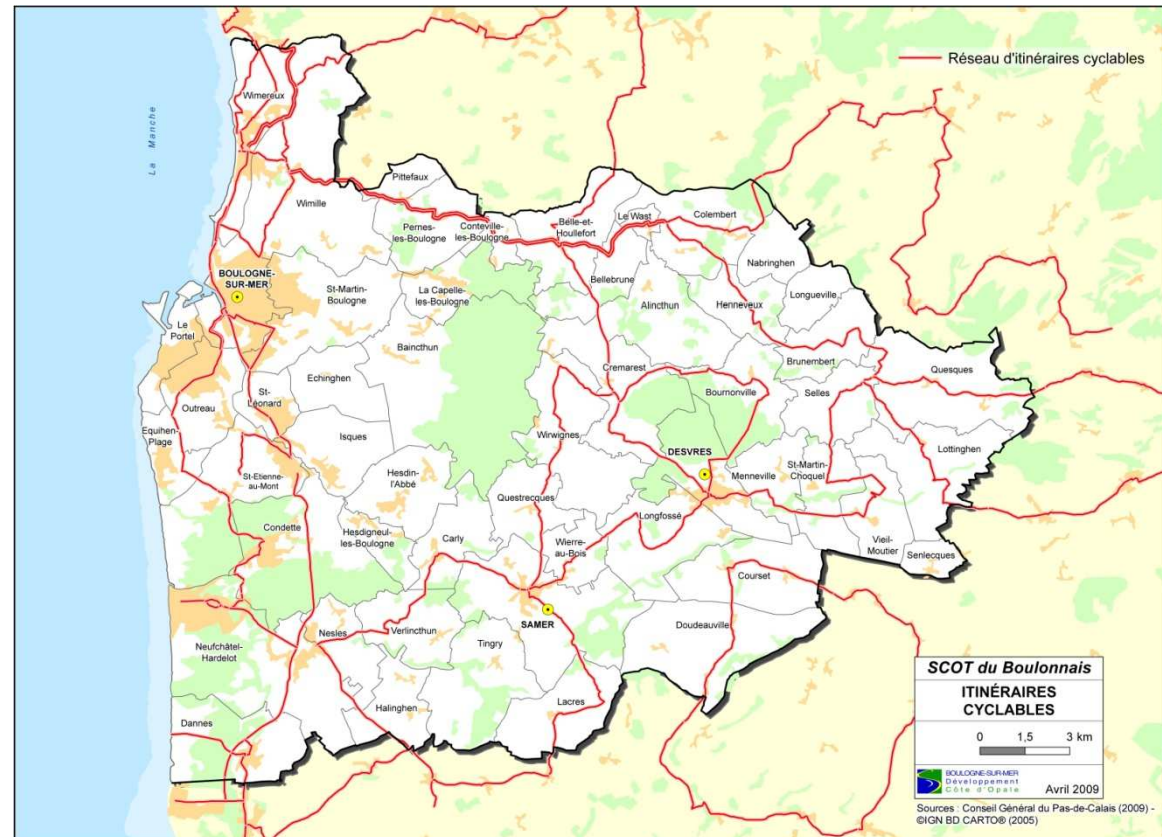 Réseau d'itinéraires cyclables
La Manche
Wimereux
Pittefaux
Wimille
Pernes-
les-Boulogne
Conteville-
les-Boulogne
Belle-et-
Houllefort
Le Wast
Colembert
Nabringhen
BOULOGNE-
SUR-MER
St-Martin-
Boulogne
La Capelle-
les-Boulogne
Bellebrune
Alincthun
Henneveux
Longueville
Le
Portel
Baincthun
Echinghen
Cremarest
Brunembert
Quesques
St-
Léonard
Bournonville
Selles
Outreau
Equihen-
Plage
Isques
Wirwignes
Lottinghen
St-Etienne-
au-Mont
Hesdin-
l'Abbé
DESVRES
Menneville
St-Martin-
Choquel
Questrecques
Longfossé
Condette
Hesdigneul-
les-Boulogne
Carly
Wierre-
au-Bois
Vieil-
Moutier
Senlecques
Courset
Nesles
Verlincthun
SAMER
Doudeauville
Neufchâtel-
Hardelot
Tingry
Halinghen
Lacres
Dannes
SCOT du Boulonnais
ITINÉRAIRES
CYCLABLES
0 1,5 3 km
BOULOGNE-SUR-MER
Développement
Côte d'Opale
Avril 2009
Sources : Conseil Général du Pas-de-Calais (2009) -
©IGN BD CARTO® (2005)